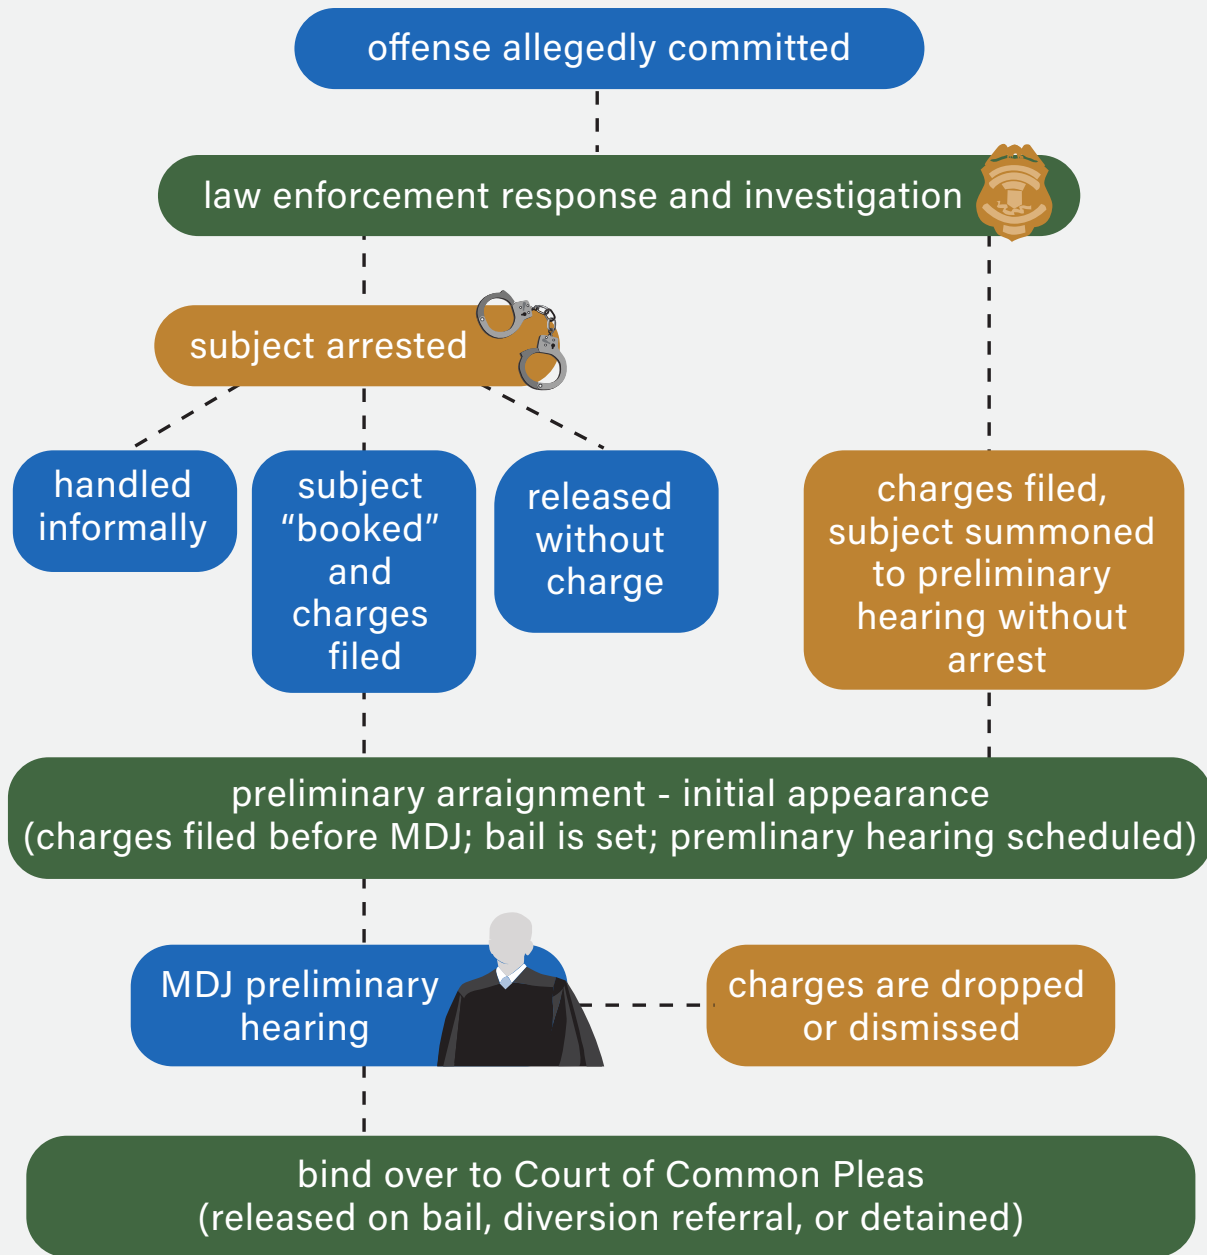 offense allegedly committed
law enforcement response and investigation
subject arrested
handled
informally
subject
“booked”
and
charges
filed
released
without
charge
charges filed,
subject summoned
to preliminary
hearing without
arrest
preliminary arraignment - initial appearance
(charges filed before MDJ; bail is set; premlinary hearing scheduled)
MDJ preliminary
hearing
charges are dropped
or dismissed
bind over to Court of Common Pleas
(released on bail, diversion referral, or detained)